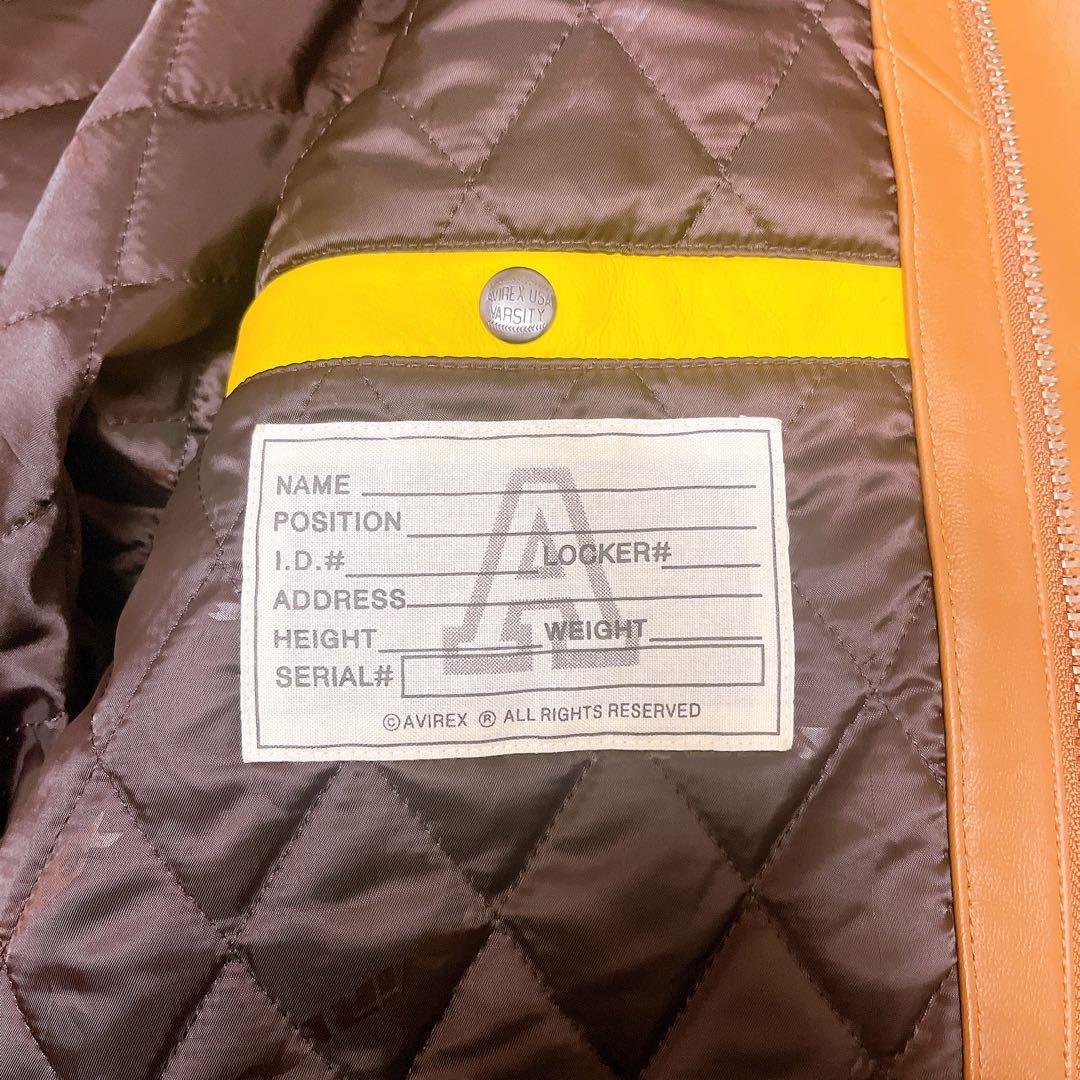 AVIREX USA
VARSITY
NAME
POSITION
I.D.# LOCKER#
ADDRESS
HEIGHT WEIGHT
SERIAL#
A
© AVIREX ® ALL RIGHTS RESERVED